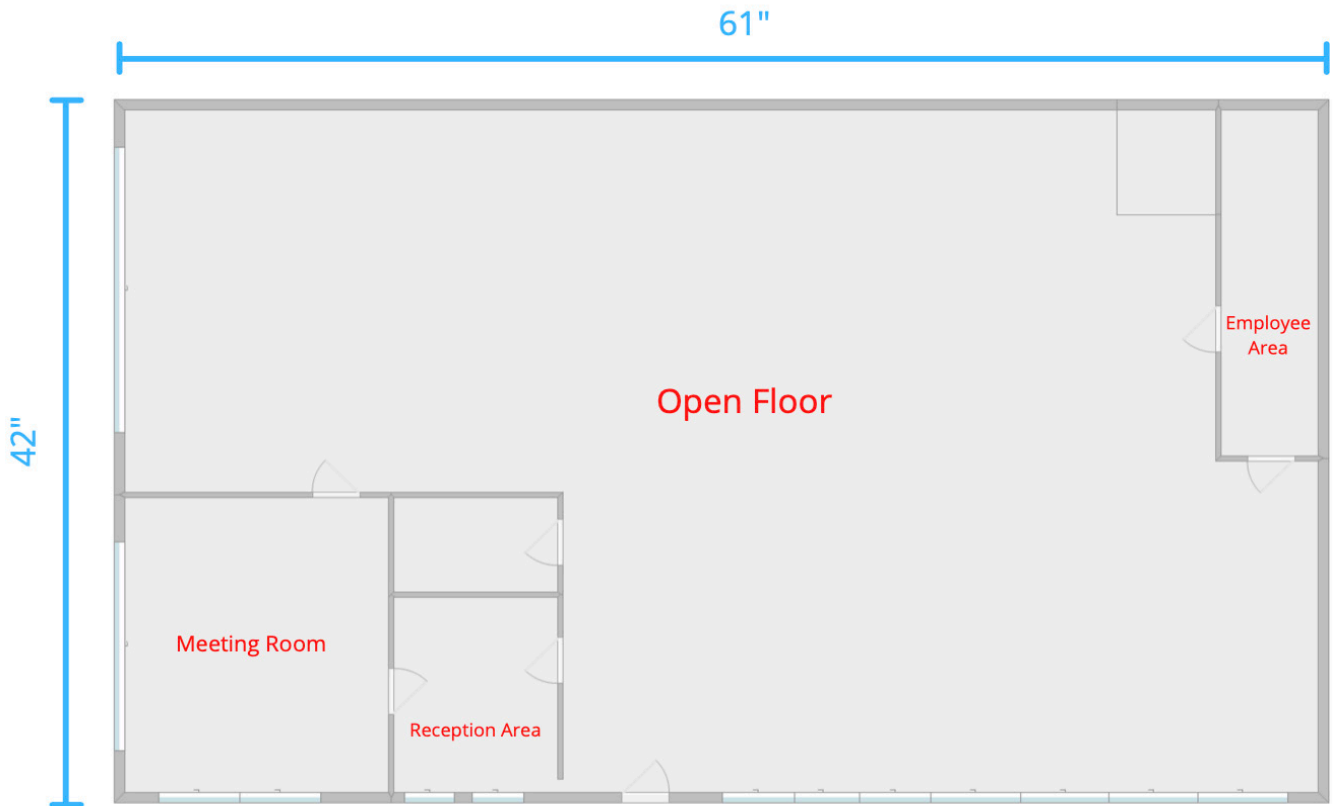 61"
42"
Employee
Area
Open Floor
Meeting Room
Reception Area